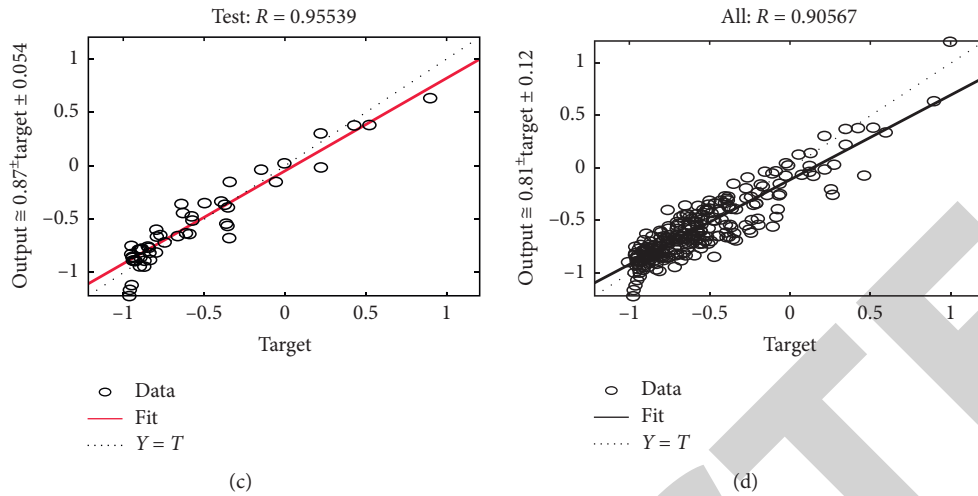 Test: R = 0.95539
Output ≅ 0.87±target ± 0.054
1
0.5
0
–0.5
–1
–1
–0.5
0
0.5
1
Target
Data
Fit
Y = T
(c)
All: R = 0.90567
Output ≅ 0.81±target ± 0.12
1
0.5
0
–0.5
–1
–1
–0.5
0
0.5
1
Target
Data
Fit
Y = T
(d)